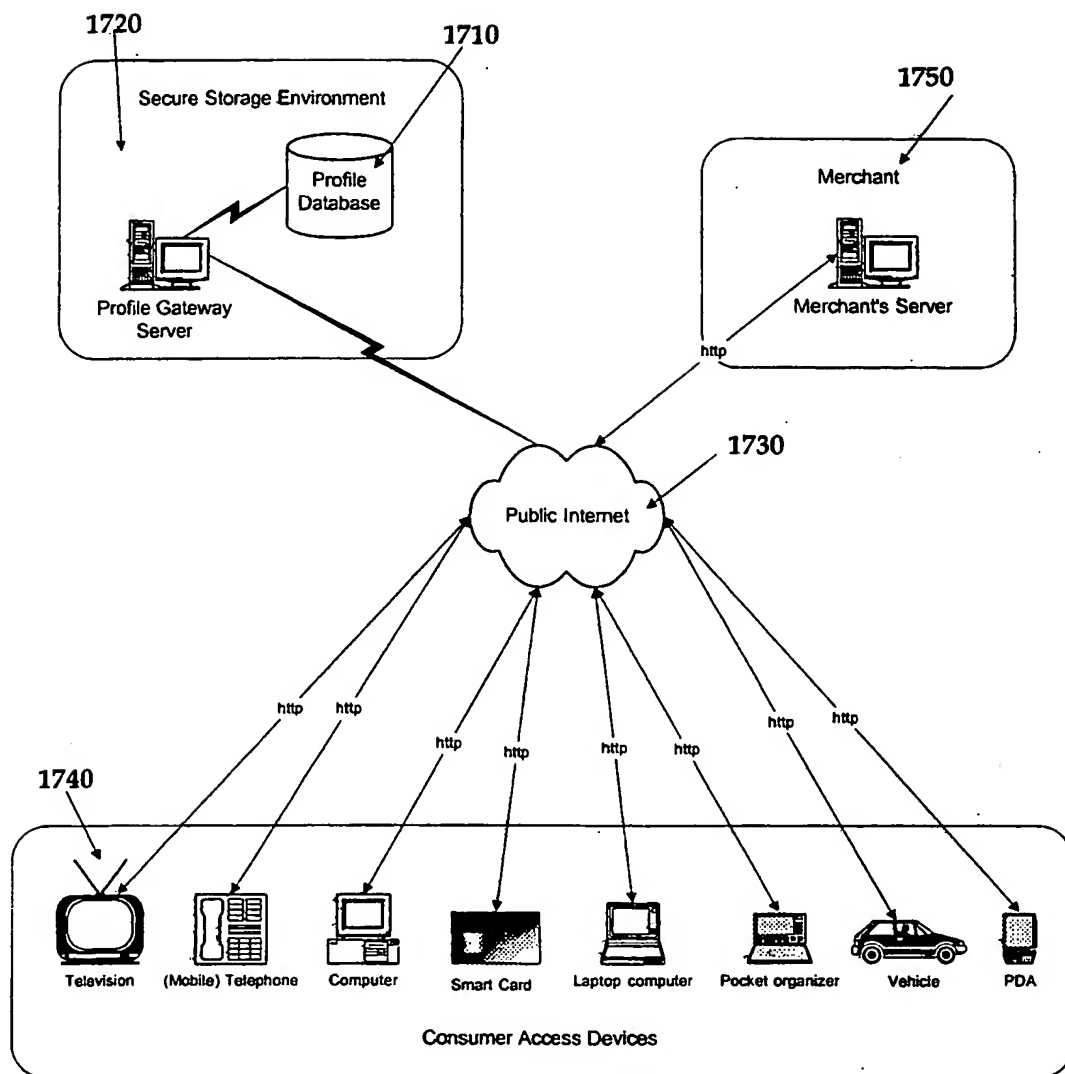 1720
1710
Secure Storage Environment
Profile
Database
Profile Gateway
Server
1750
Merchant
Merchant's Server
http
1730
Public Internet
http
http
http
http
http
http
http
http
1740
Television
(Mobile) Telephone
Computer
Smart Card
Laptop computer
Pocket organizer
Vehicle
PDA
Consumer Access Devices